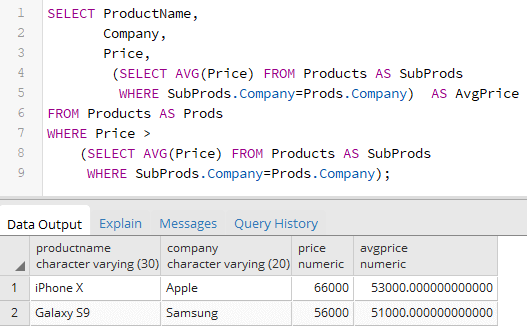 1 SELECT ProductName,
2 Company,
3 Price,
4 (SELECT AVG(Price) FROM Products AS SubProds
5 WHERE SubProds.Company=Prods.Company) AS AvgPrice
6 FROM Products AS Prods
7 WHERE Price >
8 (SELECT AVG(Price) FROM Products AS SubProds
9 WHERE SubProds.Company=Prods.Company);
Data Output Explain Messages Query History
productname company price avgprice
character varying (30) character varying (20) numeric numeric
1 iPhone X Apple 66000 53000.000000000000
2 Galaxy S9 Samsung 56000 51000.000000000000